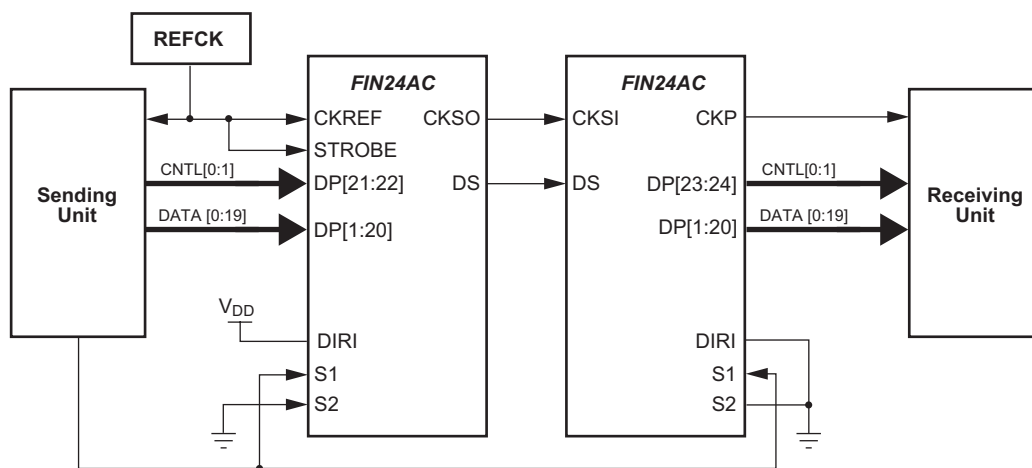 REFCK
FIN24AC
FIN24AC
CKREF
CKSO
CKSI
CKP
STROBE
CNTL[0:1]
DP[21:22]
DS
DS
DP[23:24]
CNTL[0:1]
Sending
Unit
DATA [0:19]
DP[1:20]
DP[1:20]
DATA [0:19]
Receiving
Unit
VDD
DIRI
DIRI
S1
S1
S2
S2